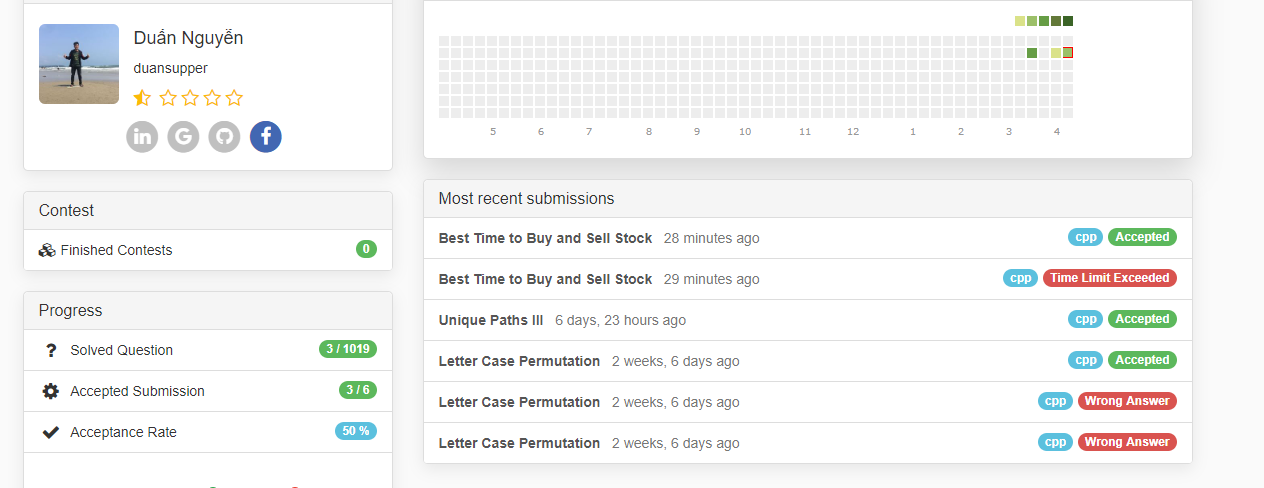 Duẩn Nguyễn
duansupper
Contest
Finished Contests 0
Progress
Solved Question 3 / 1019
Accepted Submission 3 / 6
Acceptance Rate 50 %
5 6 7 8 9 10 11 12 1 2 3 4
Most recent submissions
Best Time to Buy and Sell Stock 28 minutes ago cpp Accepted
Best Time to Buy and Sell Stock 29 minutes ago cpp Time Limit Exceeded
Unique Paths III 6 days, 23 hours ago cpp Accepted
Letter Case Permutation 2 weeks, 6 days ago cpp Accepted
Letter Case Permutation 2 weeks, 6 days ago cpp Wrong Answer
Letter Case Permutation 2 weeks, 6 days ago cpp Wrong Answer